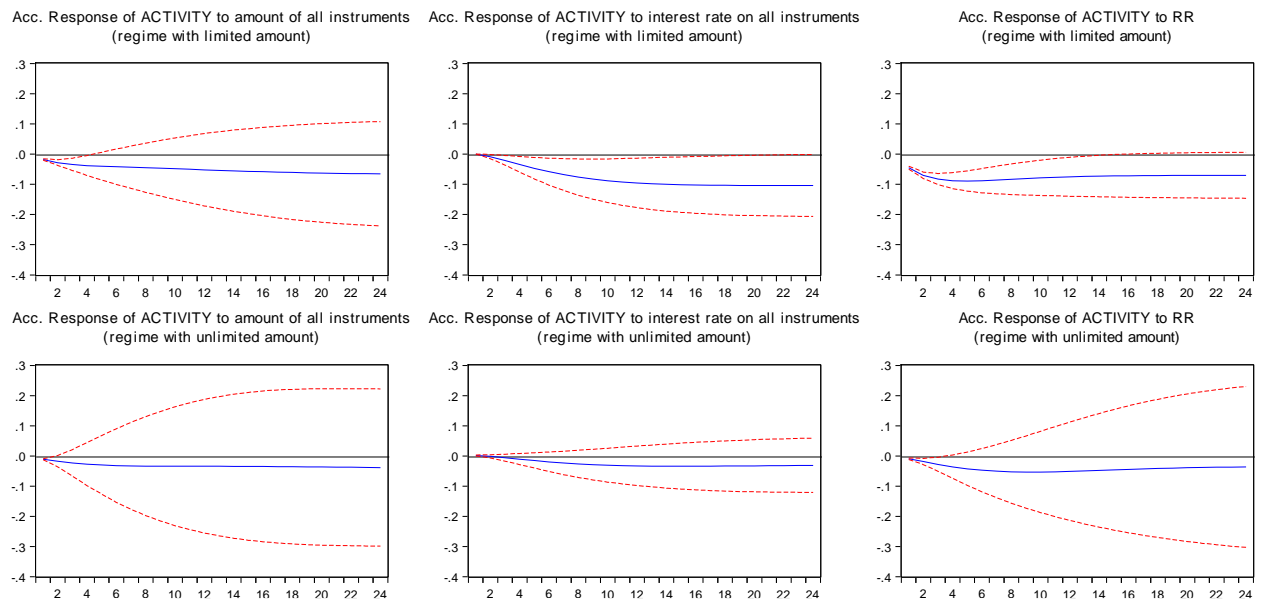 Acc. Response of ACTIVITY to amount of all instruments
(regime with limited amount)
.3
.2
.1
.0
-.1
-.2
-.3
-.4
2 4 6 8 10 12 14 16 18 20 22 24
Acc. Response of ACTIVITY to interest rate on all instruments
(regime with limited amount)
.3
.2
.1
.0
-.1
-.2
-.3
-.4
2 4 6 8 10 12 14 16 18 20 22 24
Acc. Response of ACTIVITY to RR
(regime with limited amount)
.3
.2
.1
.0
-.1
-.2
-.3
-.4
2 4 6 8 10 12 14 16 18 20 22 24
Acc. Response of ACTIVITY to amount of all instruments
(regime with unlimited amount)
.3
.2
.1
.0
-.1
-.2
-.3
-.4
2 4 6 8 10 12 14 16 18 20 22 24
Acc. Response of ACTIVITY to interest rate on all instruments
(regime with unlimited amount)
.3
.2
.1
.0
-.1
-.2
-.3
-.4
2 4 6 8 10 12 14 16 18 20 22 24
Acc. Response of ACTIVITY to RR
(regime with unlimited amount)
.3
.2
.1
.0
-.1
-.2
-.3
-.4
2 4 6 8 10 12 14 16 18 20 22 24